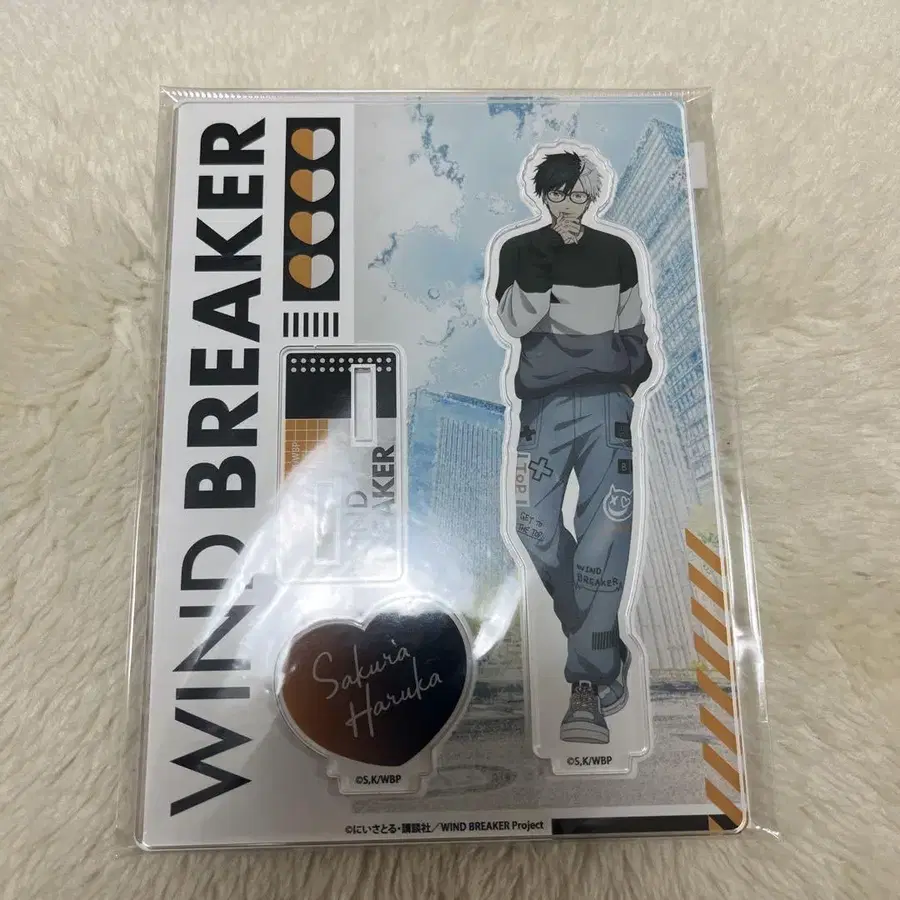 WIND BREAKER
WBP
WIND
BREAKER
Sakura
Haruka
©S,K/WBP
Top
GET TO
THE TOP
BREAKER
©S,K/WBP
©にいさとる・講談社／WIND BREAKER Project